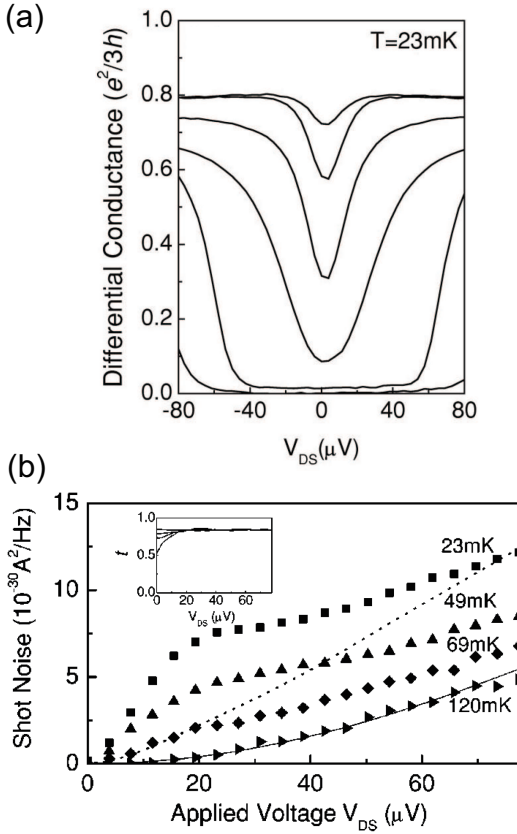 (a)
T=23mK
Differential Conductance (e²/3h)
1.0
0.8
0.6
0.4
0.2
0.0
-80 -40 0 40 80
V_DS(μV)
(b)
Shot Noise (10⁻³⁰A²/Hz)
15
10
5
0
t
1.0
0.5
0.0
0 20 40 60
V_DS (μV)
23mK
49mK
69mK
120mK
0 20 40 60
Applied Voltage V_DS (μV)